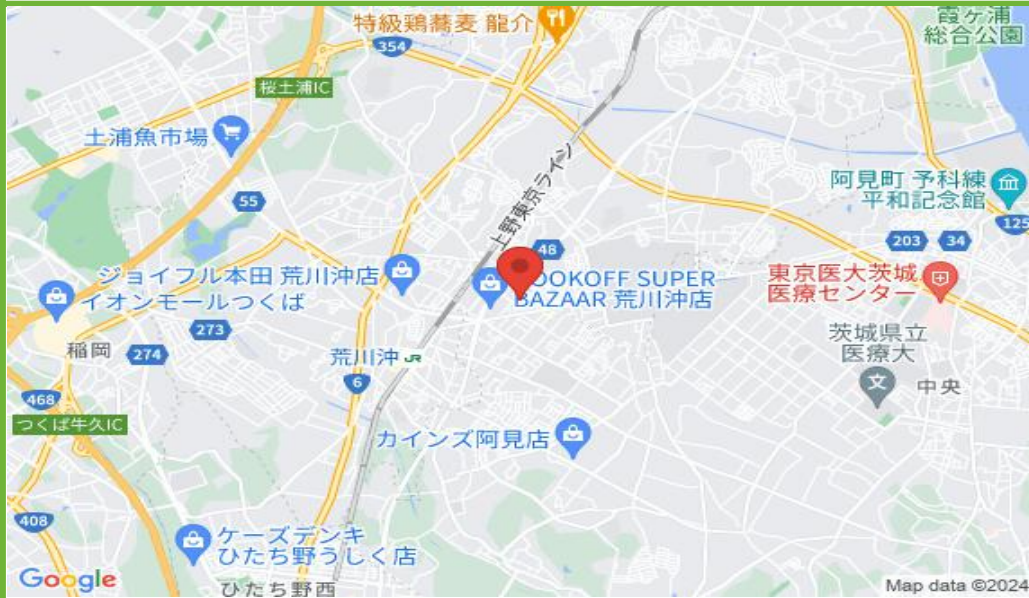 特級鶏蕎麦 龍介
霞ヶ浦
総合公園
354
桜土浦IC
土浦魚市場
上野東京ライン
阿見町 予科練
平和記念館
125
55
203
34
48
ジョイフル本田 荒川沖店
イオンモールつくば
OOKOFF SUPER
BAZAAR 荒川沖店
東京医大茨城
医療センター
273
稲岡
274
荒川沖 JR
茨城県立
医療大
文
中央
6
468
つくば牛久IC
カインズ阿見店
408
ケーズデンキ
ひたち野うしく店
Google
ひたち野西
Map data ©2024